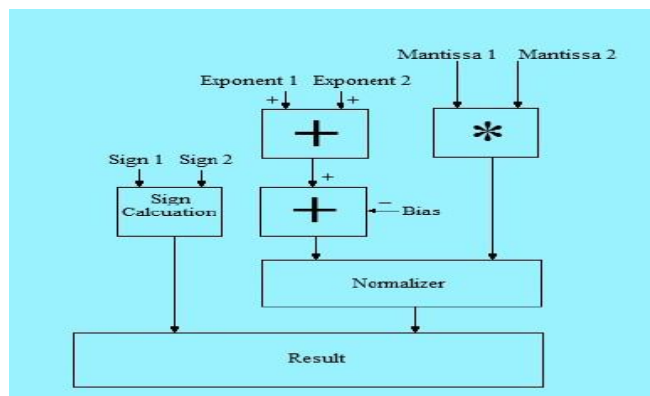 Mantissa 1 Mantissa 2
Exponent 1 Exponent 2
+ +
+ *
Sign 1 Sign 2
+
Sign
Calcuation
+ − Bias
Normalizer
Result